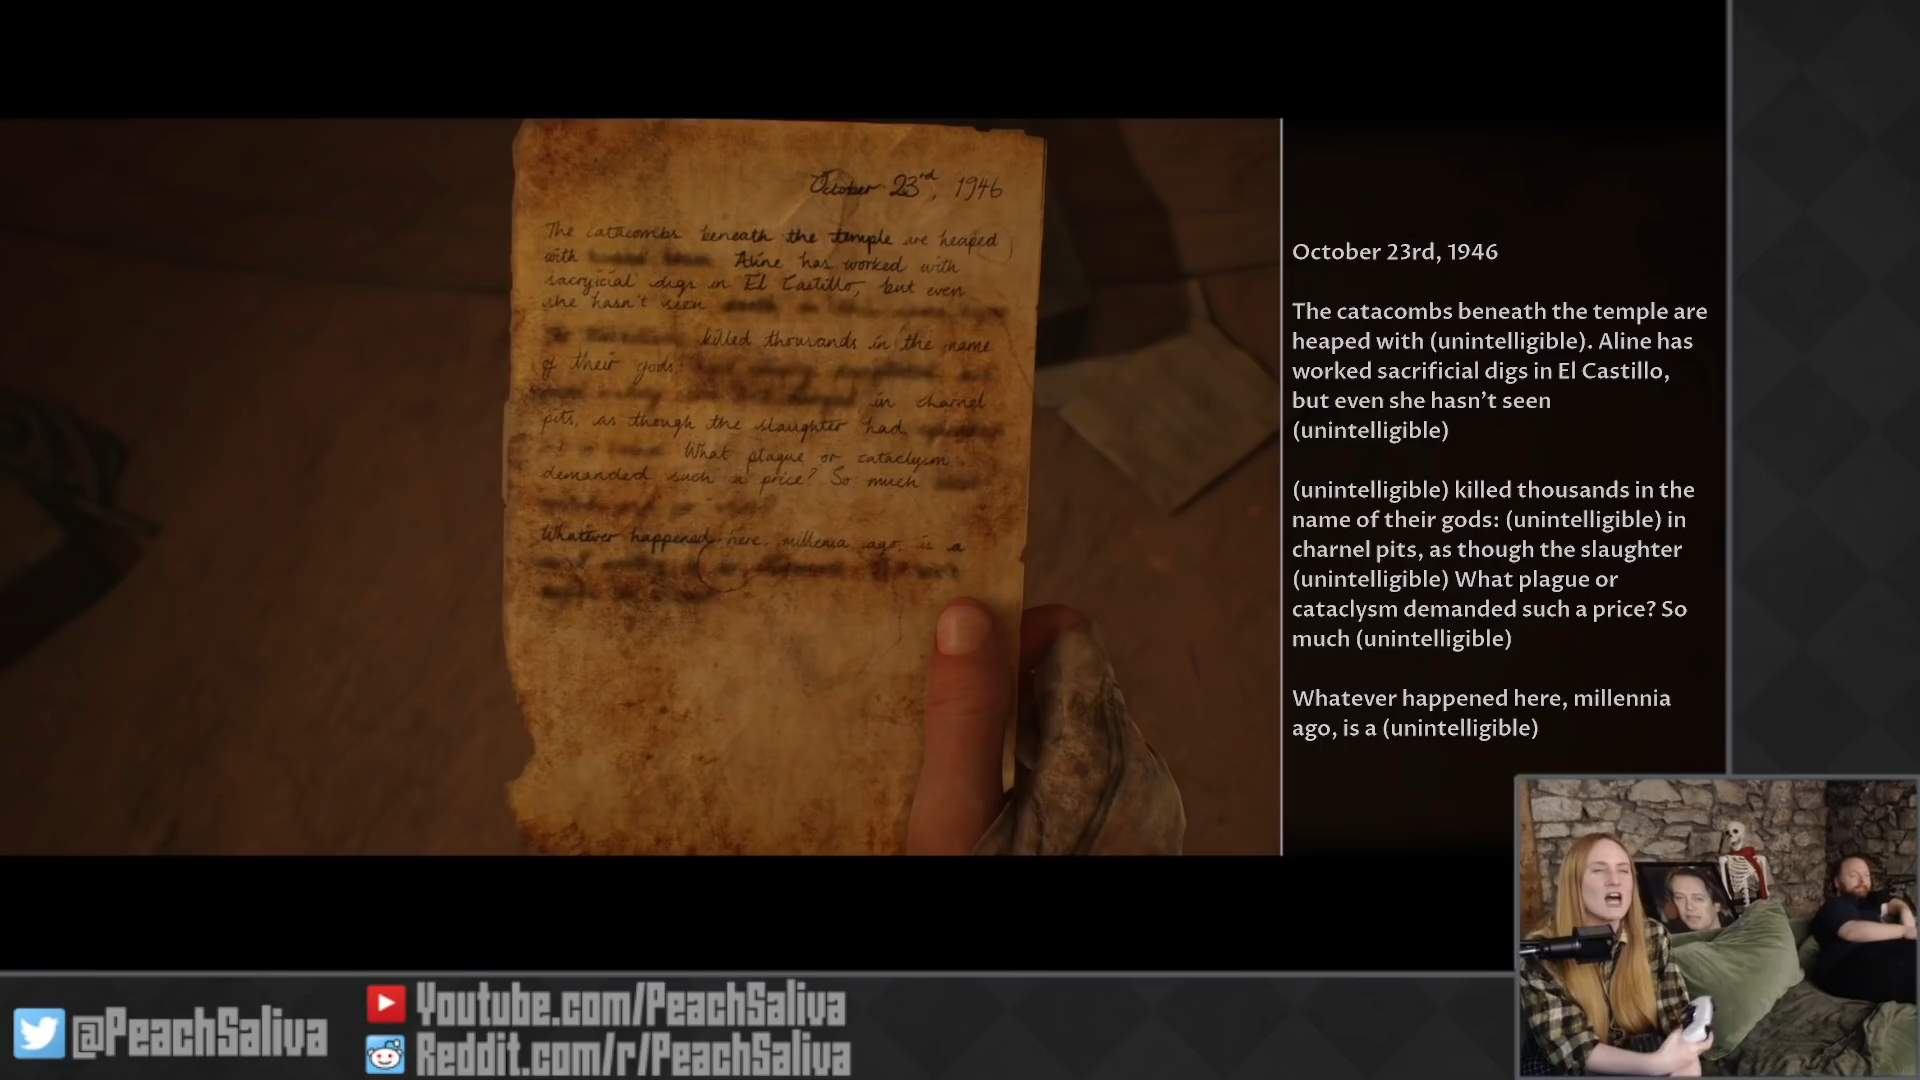 October 23rd, 1946
The catacombs beneath the temple are heaped
with
Aline has worked with
sacrificial digs in El Castillo, but even
she hasn't seen
killed thousands in the name
of their gods:
in charnel
pits, as though the slaughter had
What plague or cataclysm
demanded such a price? So much
Whatever happened here, millenia ago, is a
October 23rd, 1946
The catacombs beneath the temple are
heaped with (unintelligible). Aline has
worked sacrificial digs in El Castillo,
but even she hasn't seen
(unintelligible)
(unintelligible) killed thousands in the
name of their gods: (unintelligible) in
charnel pits, as though the slaughter
(unintelligible) What plague or
cataclysm demanded such a price? So
much (unintelligible)
Whatever happened here, millennia
ago, is a (unintelligible)
@PeachSaliva
Youtube.com/PeachSaliva
Reddit.com/r/PeachSaliva